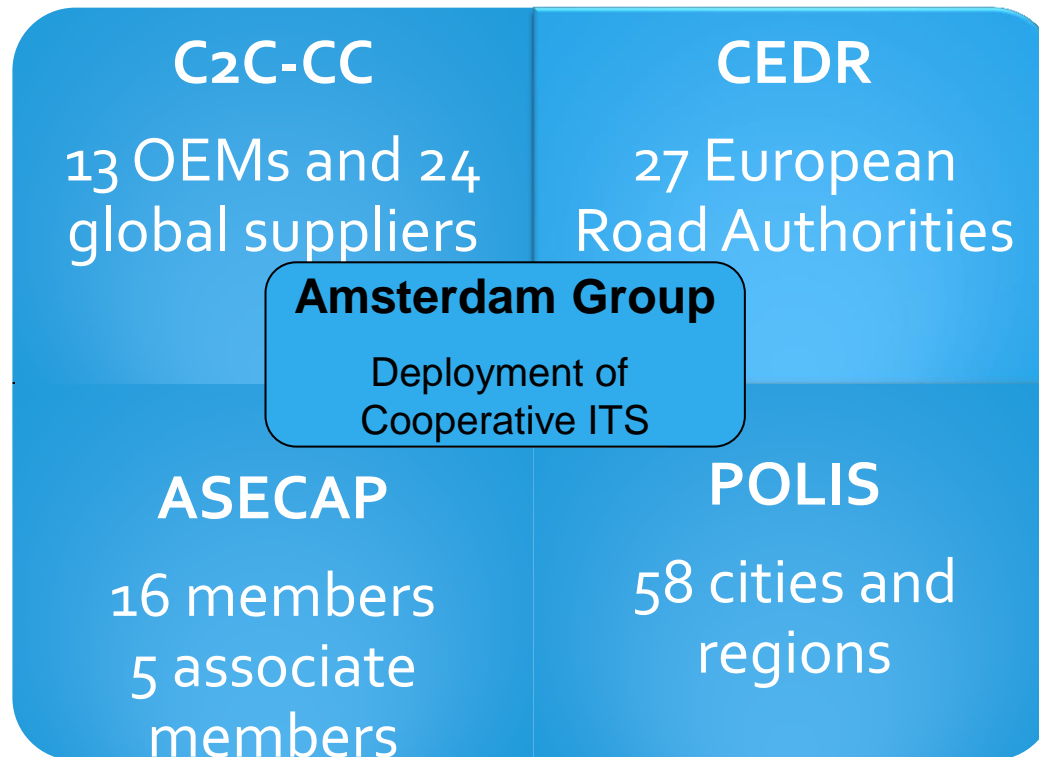 C2C-CC
13 OEMs and 24
global suppliers
CEDR
27 European
Road Authorities
Amsterdam Group
Deployment of
Cooperative ITS
ASECAP
16 members
5 associate
members
POLIS
58 cities and
regions